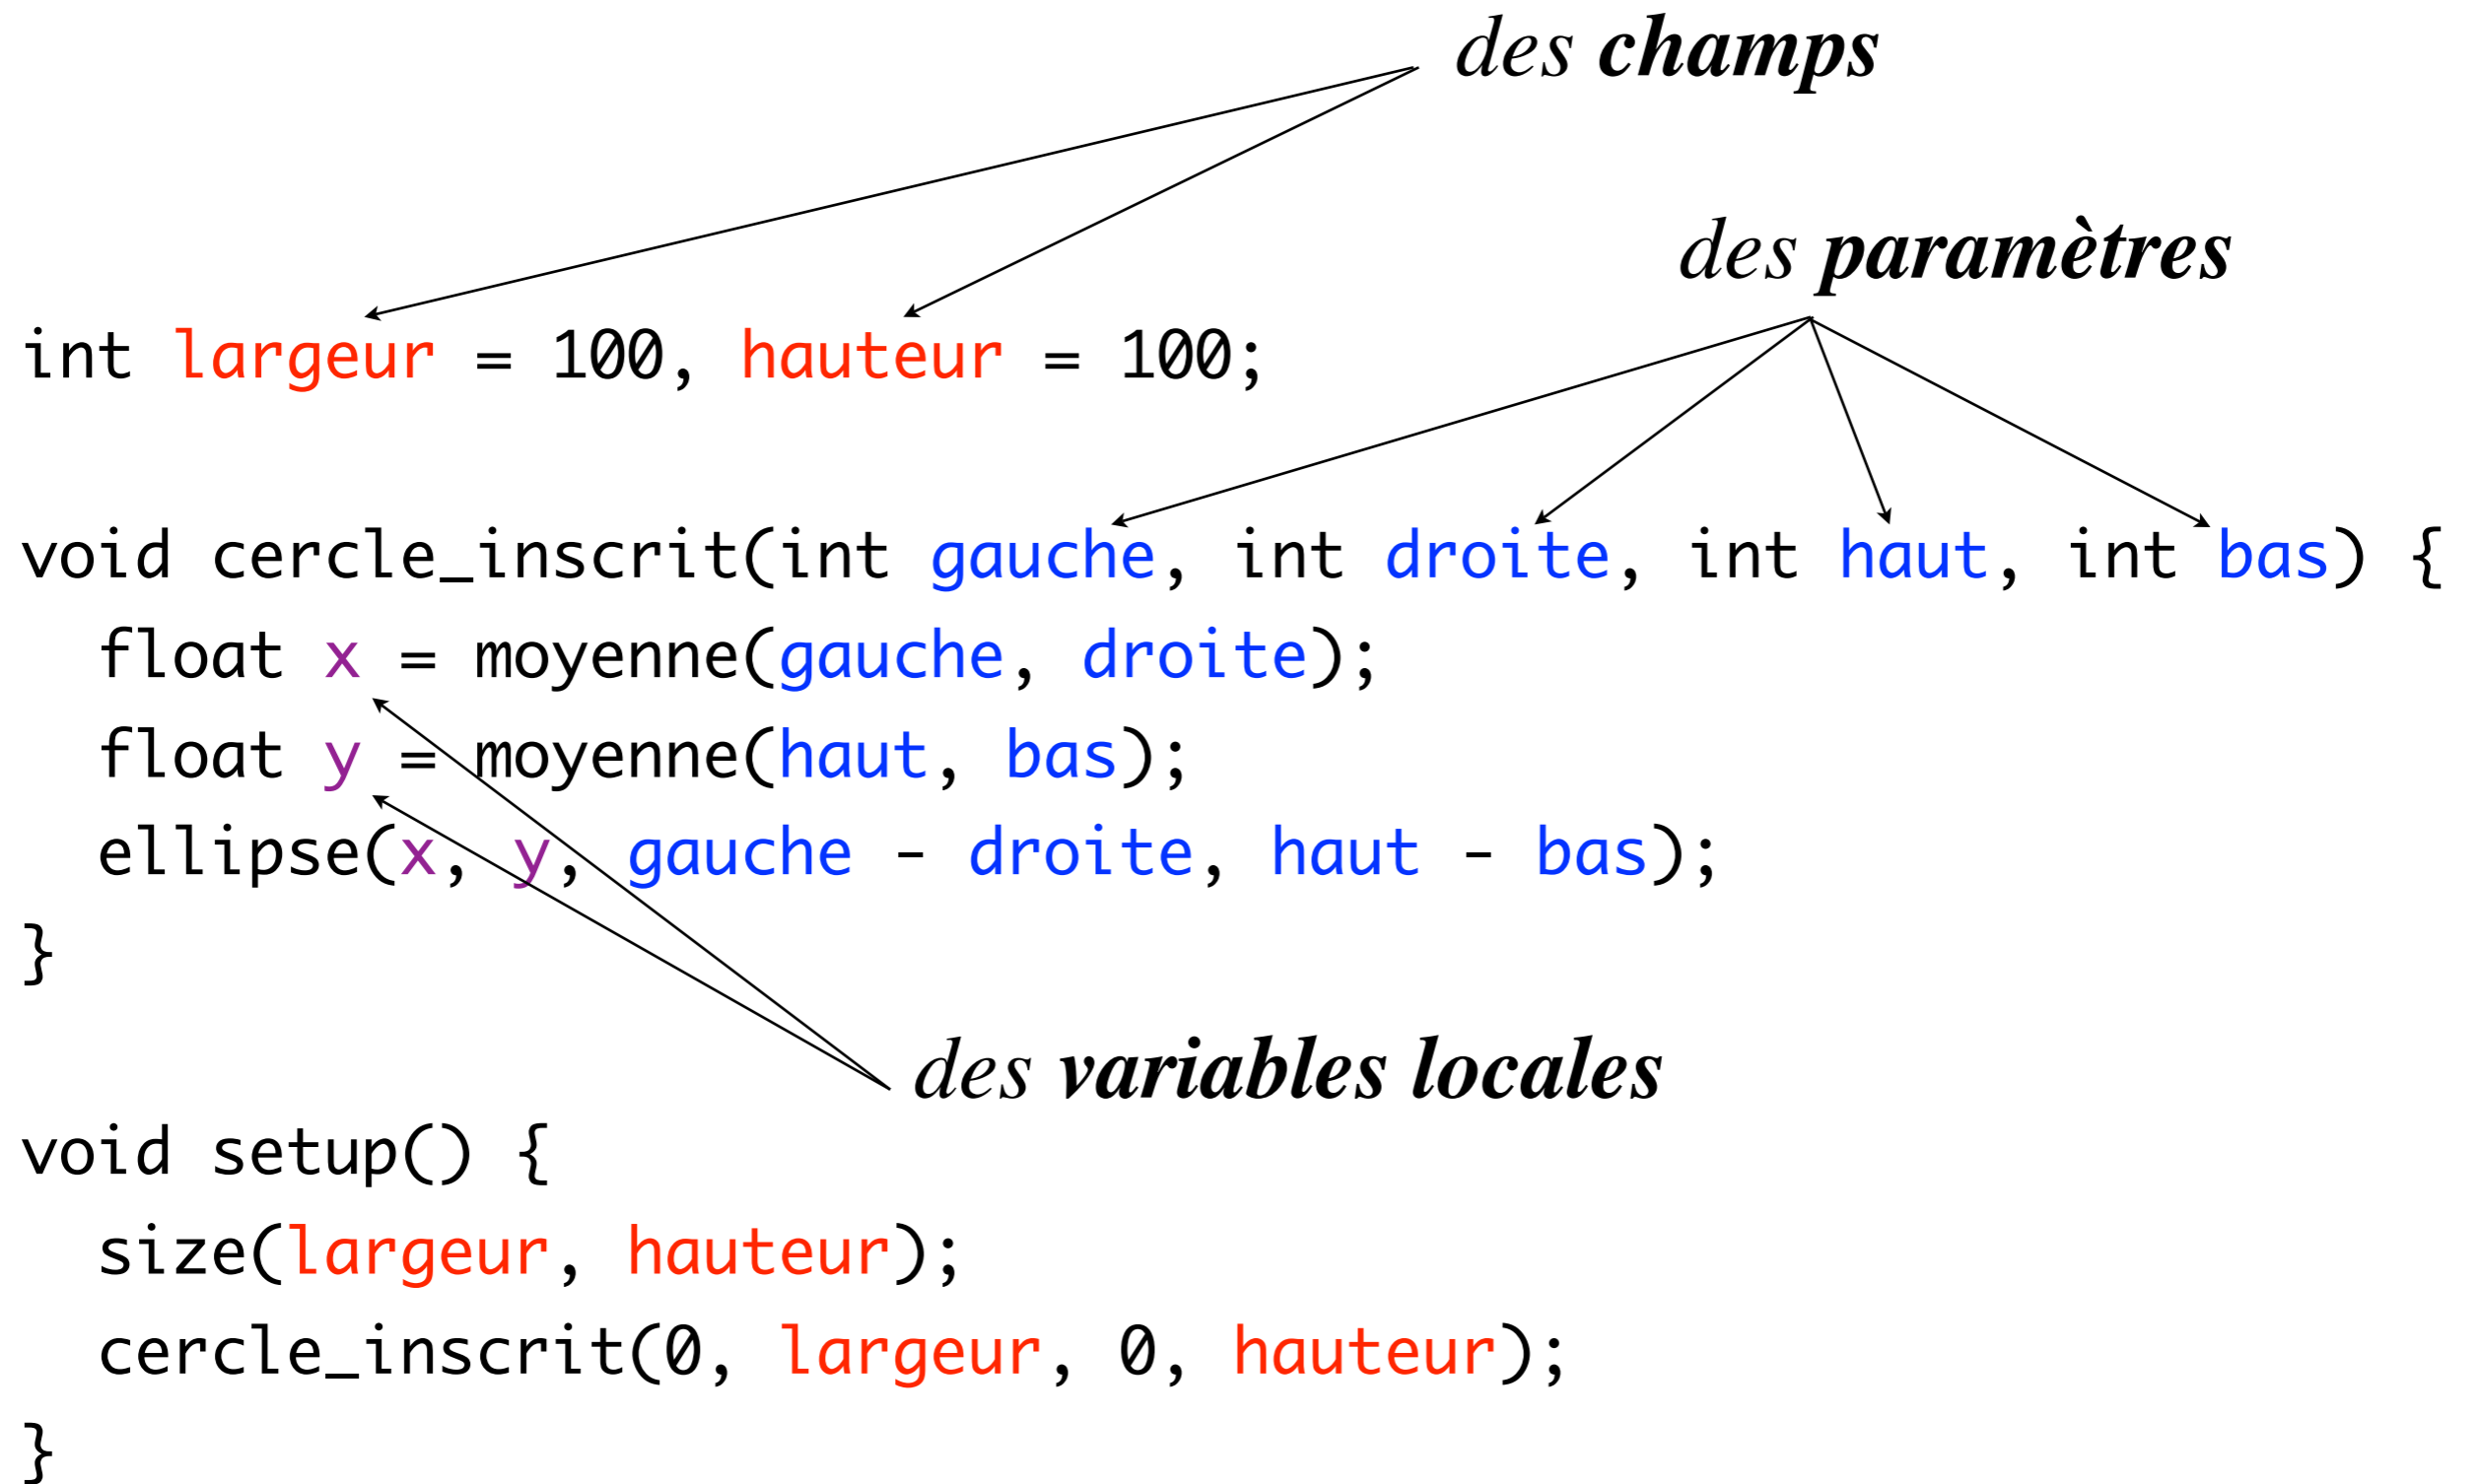 des champs
des paramètres
int largeur = 100, hauteur = 100;
void cercle_inscrit(int gauche, int droite, int haut, int bas) {
  float x = moyenne(gauche, droite);
  float y = moyenne(haut, bas);
  ellipse(x, y, gauche - droite, haut - bas);
}
des variables locales
void setup() {
  size(largeur, hauteur);
  cercle_inscrit(0, largeur, 0, hauteur);
}